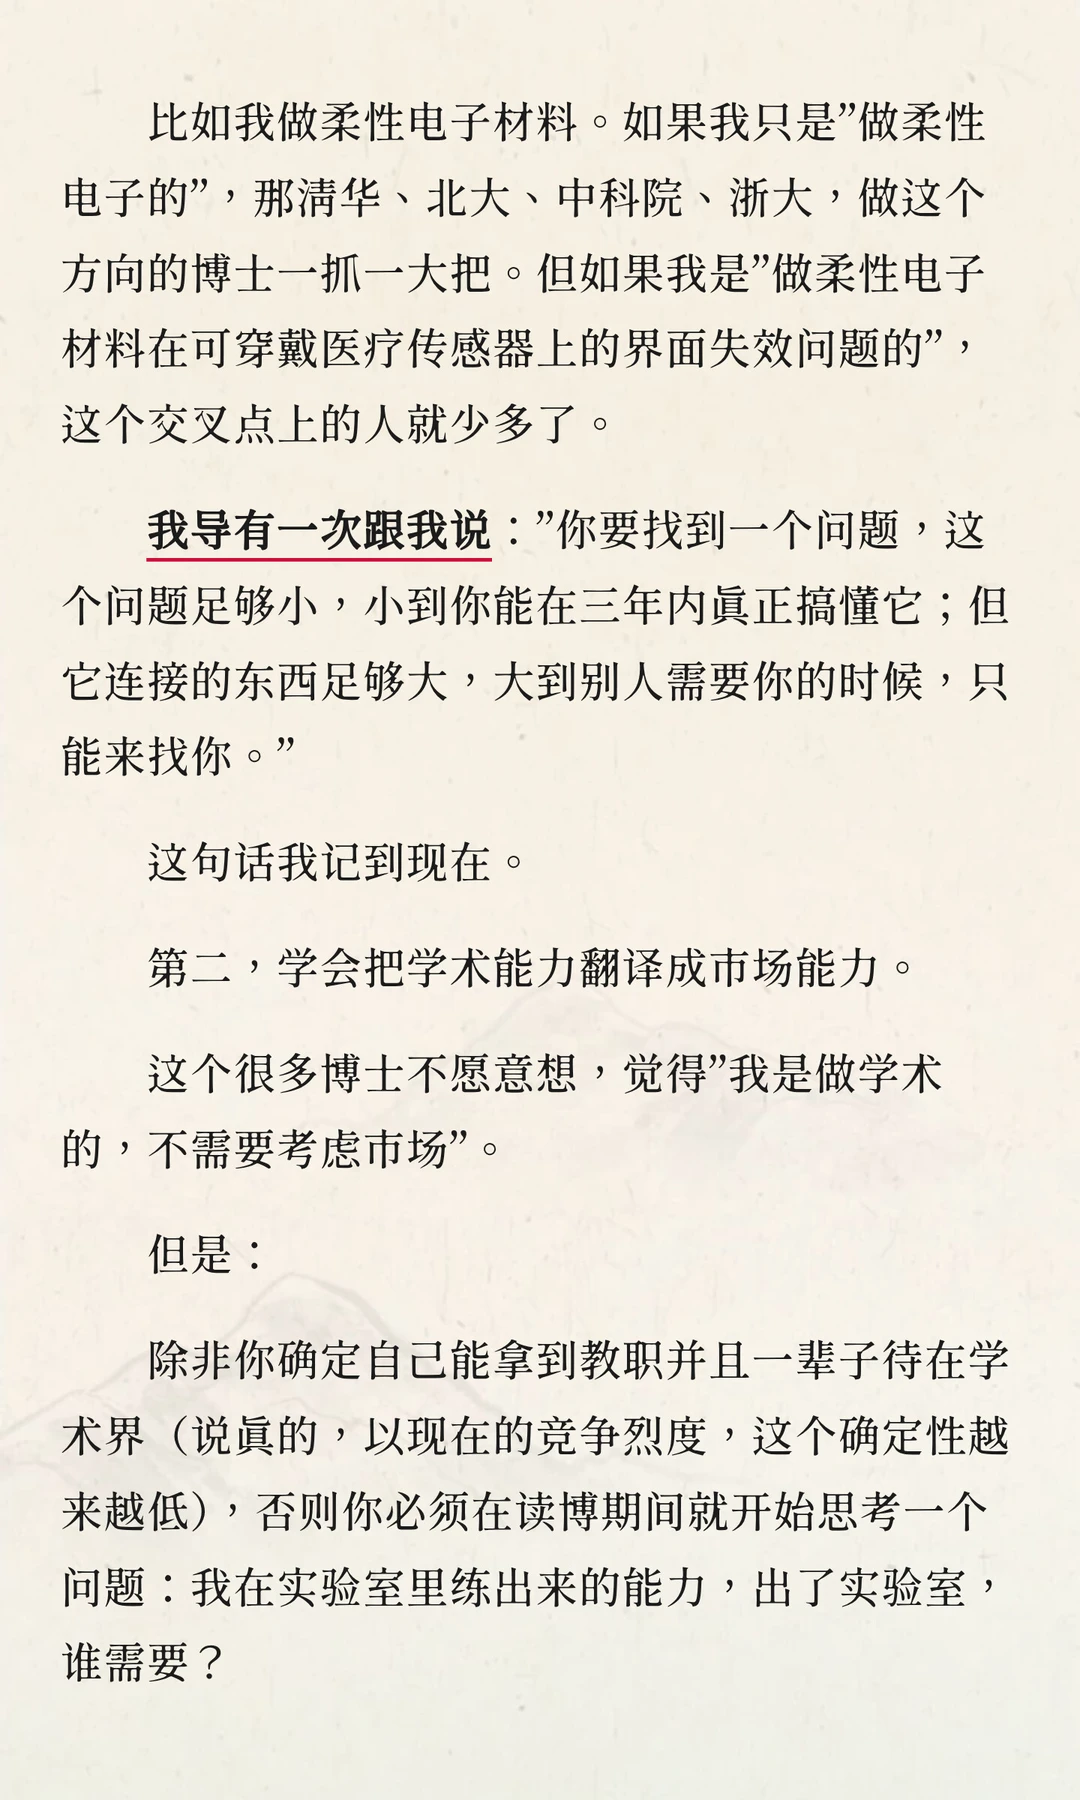 比如我做柔性电子材料。如果我只是”做柔性
电子的”，那清华、北大、中科院、浙大，做这个
方向的博士一抓一大把。但如果我是”做柔性电子
材料在可穿戴医疗传感器上的界面失效问题的”，
这个交叉点上的人就少多了。
我导有一次跟我说：”你要找到一个问题，这
个问题足够小，小到你能在三年内真正搞懂它；但
它连接的东西足够大，大到别人需要你的时候，只
能来找你。”
这句话我记到现在。
第二，学会把学术能力翻译成市场能力。
这个很多博士不愿意想，觉得”我是做学术
的，不需要考虑市场”。
但是：
除非你确定自己能拿到教职并且一辈子待在学
术界（说真的，以现在的竞争烈度，这个确定性越
来越低），否则你必须在读博期间就开始思考一个
问题：我在实验室里练出来的能力，出了实验室，
谁需要？